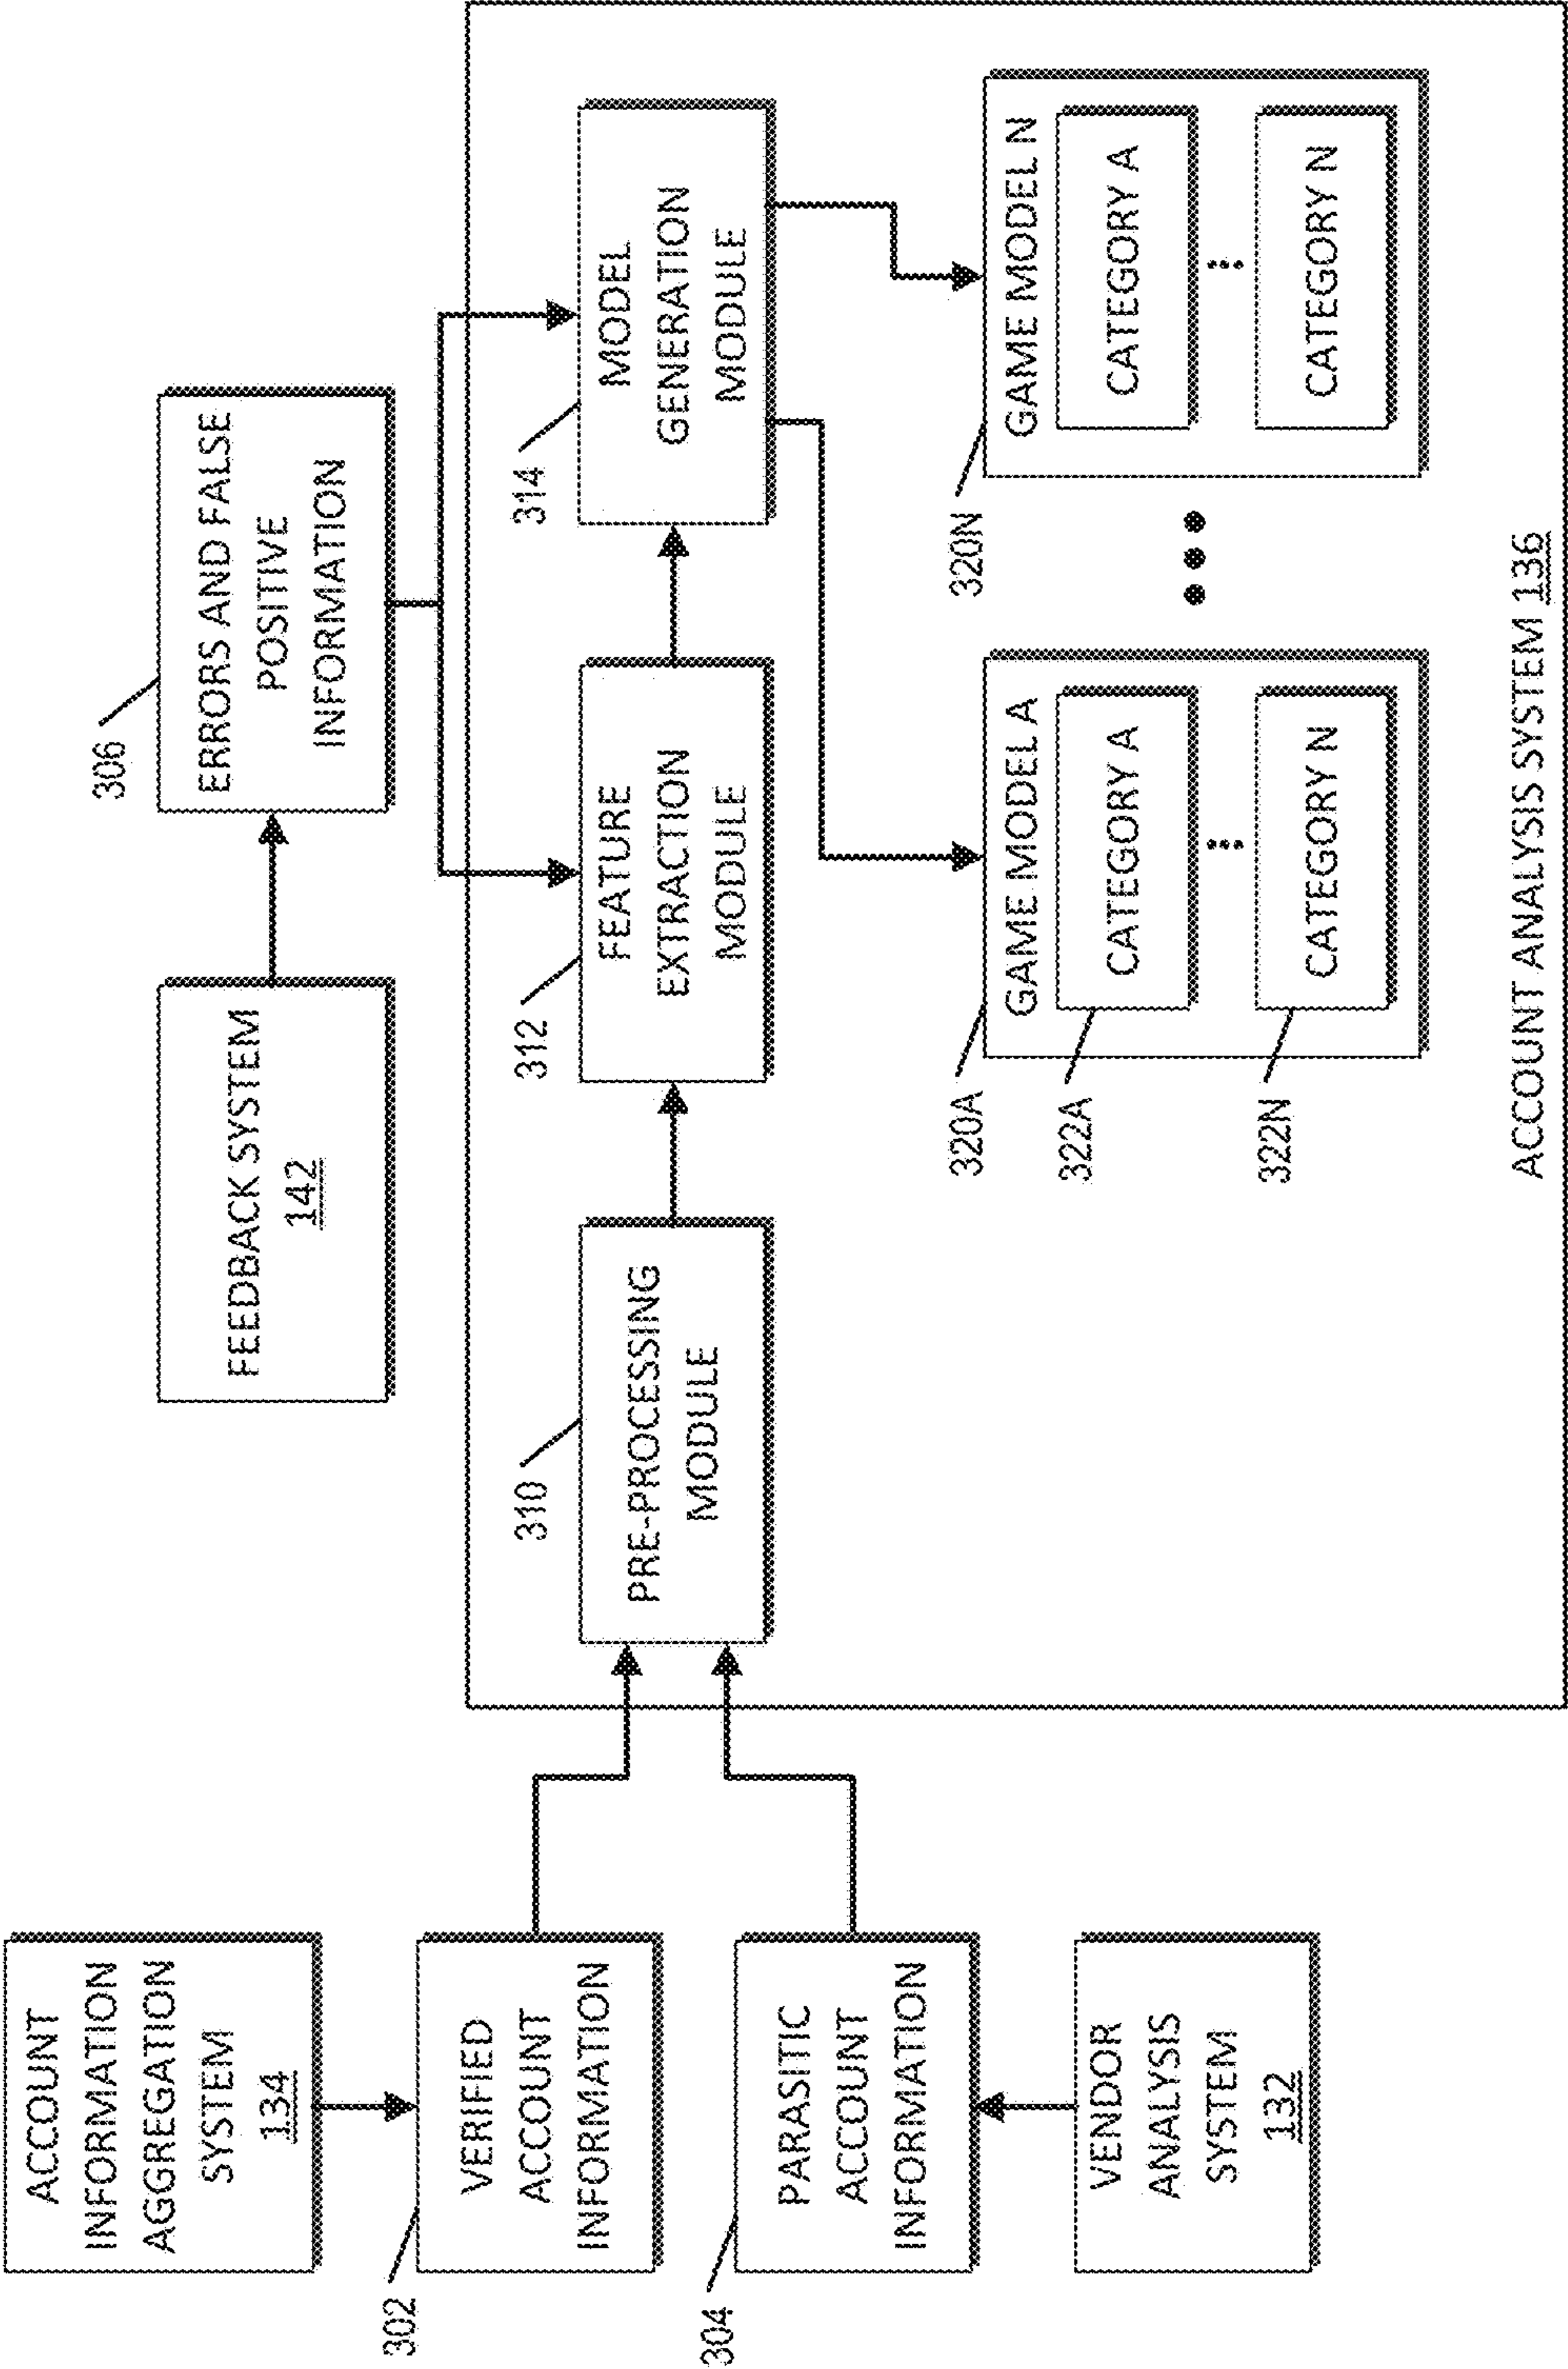 ACCOUNT
INFORMATION
AGGREGATION
SYSTEM
134
302
VERIFIED
ACCOUNT
INFORMATION
304
PARASITIC
ACCOUNT
INFORMATION
VENDOR
ANALYSIS
SYSTEM
132
FEEDBACK SYSTEM
142
306
ERRORS AND FALSE
POSITIVE
INFORMATION
310
PRE-PROCESSING
MODULE
312
FEATURE
EXTRACTION
MODULE
314
MODEL
GENERATION
MODULE
320A
GAME MODEL A
322A
CATEGORY A
322N
CATEGORY N
320N
GAME MODEL N
CATEGORY A
CATEGORY N
ACCOUNT ANALYSIS SYSTEM 136